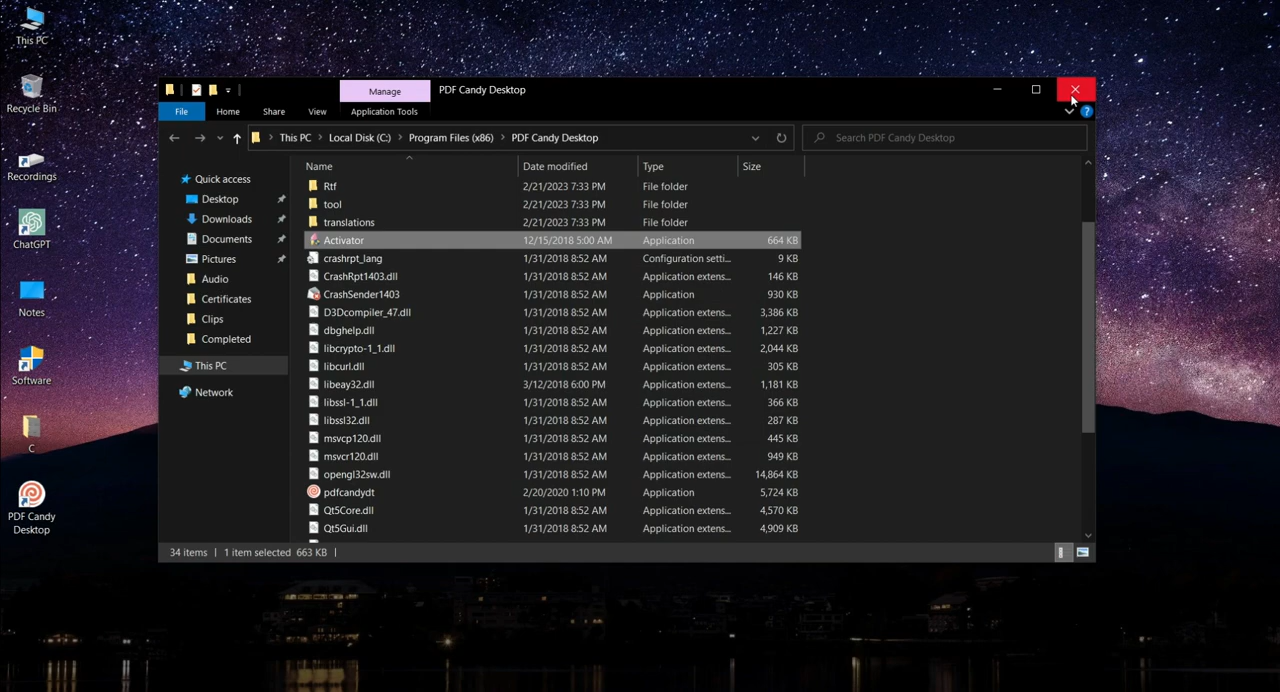 This PC
Recycle Bin
Recordings
ChatGPT
Notes
Software
C
PDF Candy
Desktop
Manage
PDF Candy Desktop
File
Home
Share
View
Application Tools
This PC > Local Disk (C:) > Program Files (x86) > PDF Candy Desktop
Search PDF Candy Desktop
Quick access
Desktop
Downloads
Documents
Pictures
Audio
Certificates
Clips
Completed
This PC
Network
Name Date modified Type Size
Rtf 2/21/2023 7:33 PM File folder
tool 2/21/2023 7:33 PM File folder
translations 2/21/2023 7:33 PM File folder
Activator 12/15/2018 5:00 AM Application 664 KB
crashrpt_lang 1/31/2018 8:52 AM Configuration setti... 9 KB
CrashRpt1403.dll 1/31/2018 8:52 AM Application extens... 146 KB
CrashSender1403 1/31/2018 8:52 AM Application 930 KB
D3Dcompiler_47.dll 1/31/2018 8:52 AM Application extens... 3,386 KB
dbghelp.dll 1/31/2018 8:52 AM Application extens... 1,227 KB
libcrypto-1_1.dll 1/31/2018 8:52 AM Application extens... 2,044 KB
libcurl.dll 1/31/2018 8:52 AM Application extens... 305 KB
libeay32.dll 3/12/2018 6:00 PM Application extens... 1,181 KB
libssl-1_1.dll 1/31/2018 8:52 AM Application extens... 366 KB
libssl32.dll 1/31/2018 8:52 AM Application extens... 287 KB
msvcp120.dll 1/31/2018 8:52 AM Application extens... 445 KB
msvcr120.dll 1/31/2018 8:52 AM Application extens... 949 KB
opengl32sw.dll 1/31/2018 8:52 AM Application extens... 14,864 KB
pdfcandydt 2/20/2020 1:10 PM Application 5,724 KB
Qt5Core.dll 1/31/2018 8:52 AM Application extens... 4,570 KB
Qt5Gui.dll 1/31/2018 8:52 AM Application extens... 4,909 KB
34 items | 1 item selected 663 KB |